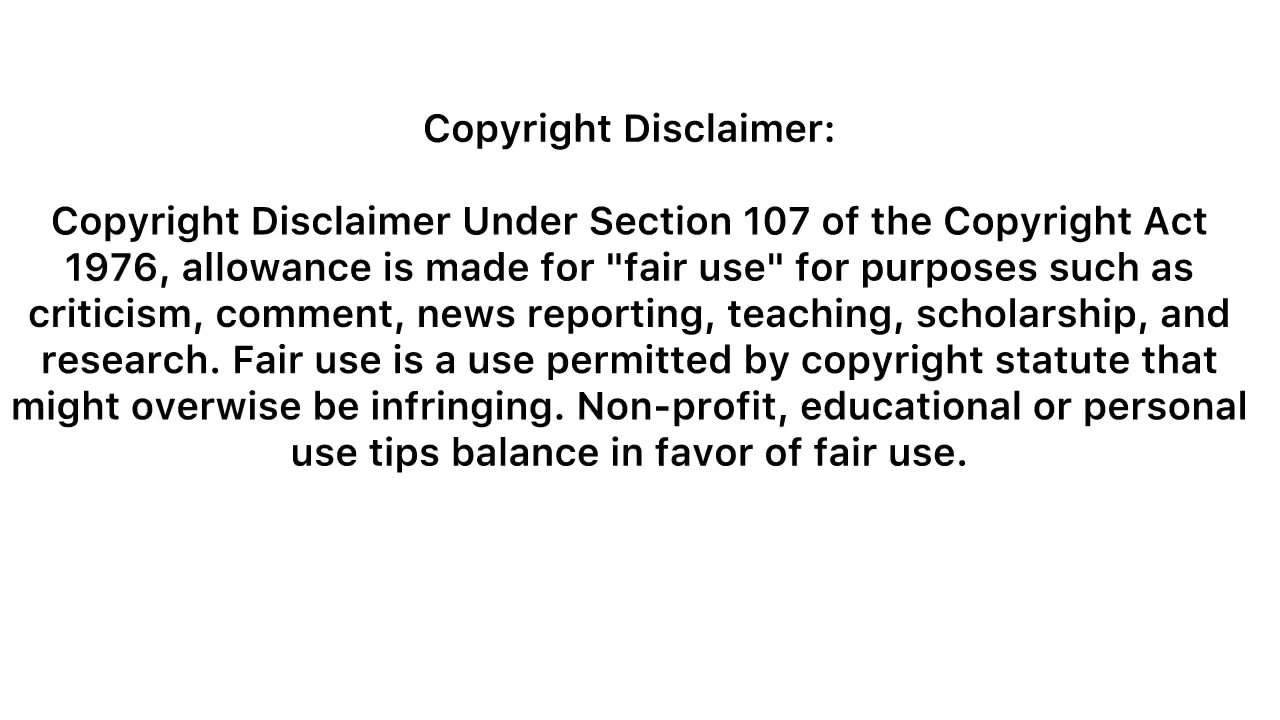 Copyright Disclaimer:
Copyright Disclaimer Under Section 107 of the Copyright Act
1976, allowance is made for "fair use" for purposes such as
criticism, comment, news reporting, teaching, scholarship, and
research. Fair use is a use permitted by copyright statute that
might overwise be infringing. Non-profit, educational or personal
use tips balance in favor of fair use.